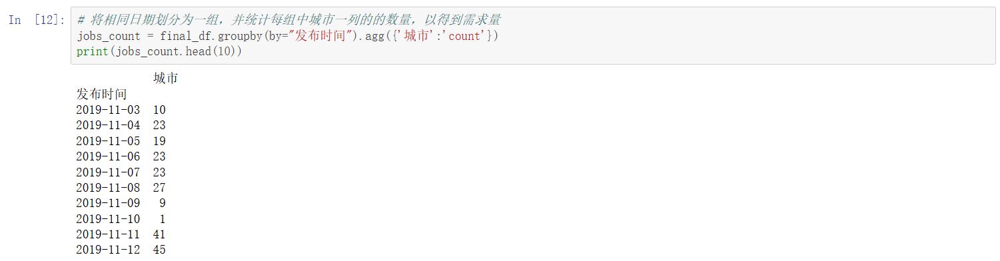 In [12]: # 将相同日期划分为一组，并统计每组中城市一列的的数量，以得到需求量
jobs_count = final_df.groupby(by="发布时间").agg({'城市':'count'})
print(jobs_count.head(10))
城市
发布时间
2019-11-03 10
2019-11-04 23
2019-11-05 19
2019-11-06 23
2019-11-07 23
2019-11-08 27
2019-11-09 9
2019-11-10 1
2019-11-11 41
2019-11-12 45